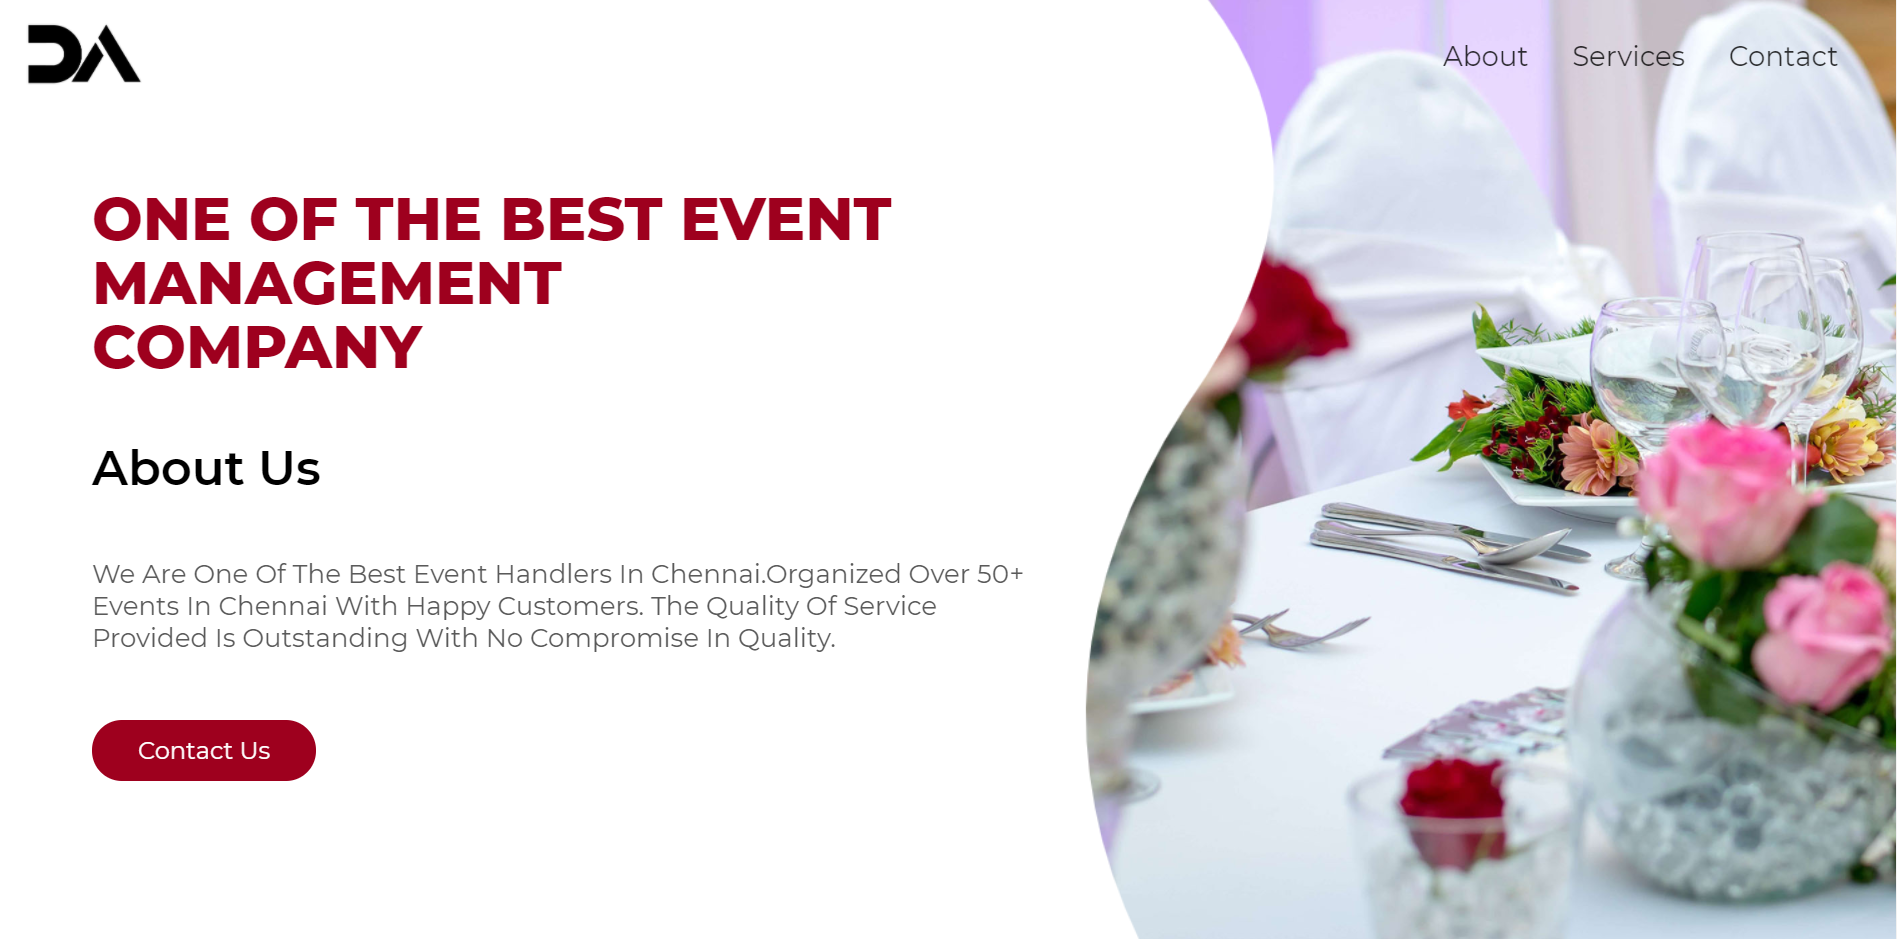 DA
About Services Contact
ONE OF THE BEST EVENT
MANAGEMENT
COMPANY
About Us
We Are One Of The Best Event Handlers In Chennai.Organized Over 50+
Events In Chennai With Happy Customers. The Quality Of Service
Provided Is Outstanding With No Compromise In Quality.
Contact Us